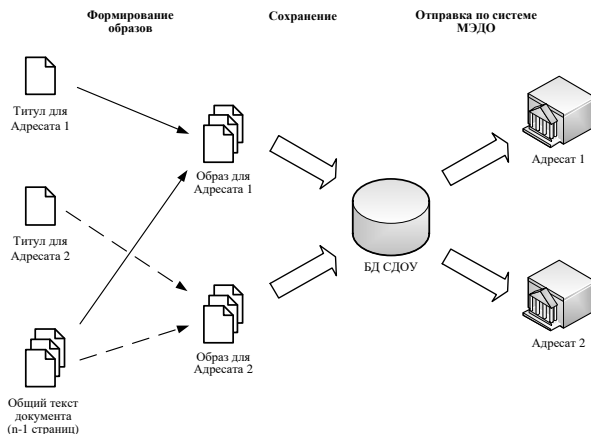 Формирование
образов
Сохранение
Отправка по системе
МЭДО
Титул для
Адресата 1
Образ для
Адресата 1
Адресат 1
Титул для
Адресата 2
БД СДОУ
Образ для
Адресата 2
Адресат 2
Общий текст
документа
(n-1 страниц)